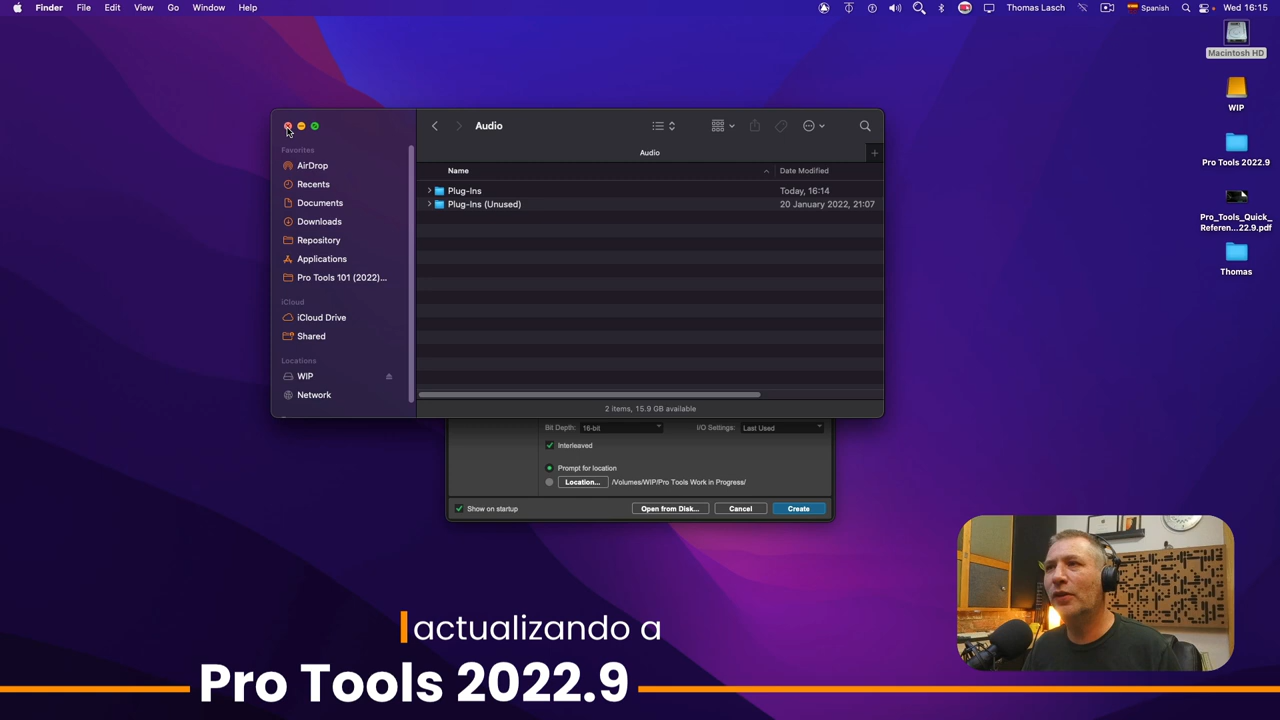 Finder File Edit View Go Window Help Thomas Lasch Spanish Wed 16:15
Macintosh HD
WIP
Pro Tools 2022.9
Pro_Tools_Quick_
Referen...22.9.pdf
Thomas
Audio
Audio
Name Date Modified
Plug-Ins Today, 16:14
Plug-Ins (Unused) 20 January 2022, 21:07
2 items, 15.9 GB available
Favorites
AirDrop
Recents
Documents
Downloads
Repository
Applications
Pro Tools 101 (2022)...
iCloud
iCloud Drive
Shared
Locations
WIP
Network
Bit Depth: 16-bit I/O Settings: Last Used
Interleaved
Prompt for location
Location... /Volumes/WIP/Pro Tools Work in Progress/
Show on startup Open from Disk... Cancel Create
actualizando a
Pro Tools 2022.9